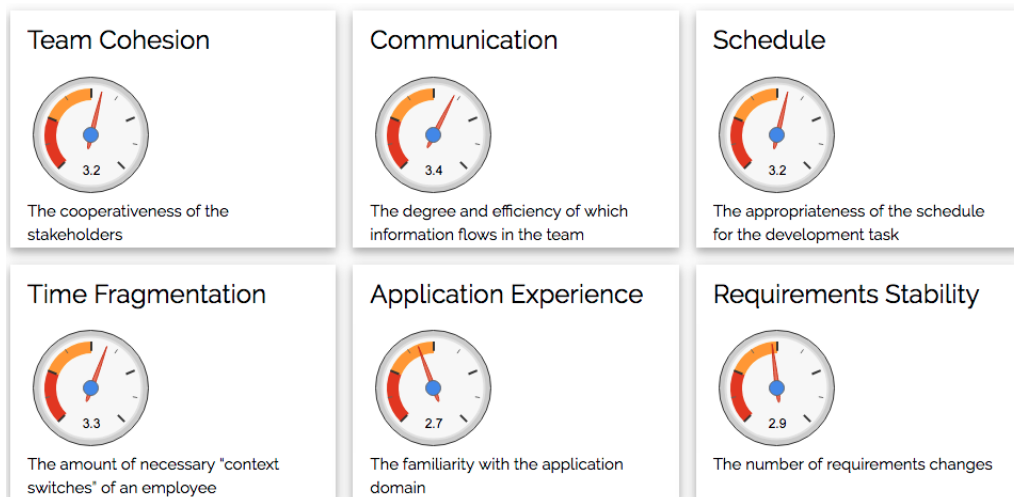 Team Cohesion
3.2
The cooperativeness of the
stakeholders
Communication
3.4
The degree and efficiency of which
information flows in the team
Schedule
3.2
The appropriateness of the schedule
for the development task
Time Fragmentation
3.3
The amount of necessary "context
switches" of an employee
Application Experience
2.7
The familiarity with the application
domain
Requirements Stability
2.9
The number of requirements changes